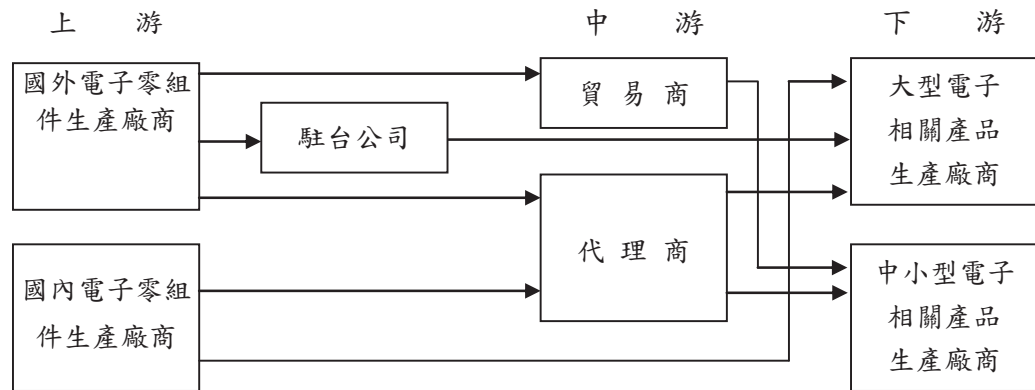 上 游
中 游
下 游
國外電子零組
件生產廠商
駐台公司
貿易商
大型電子
相關產品
生產廠商
國內電子零組
件生產廠商
代理商
中小型電子
相關產品
生產廠商